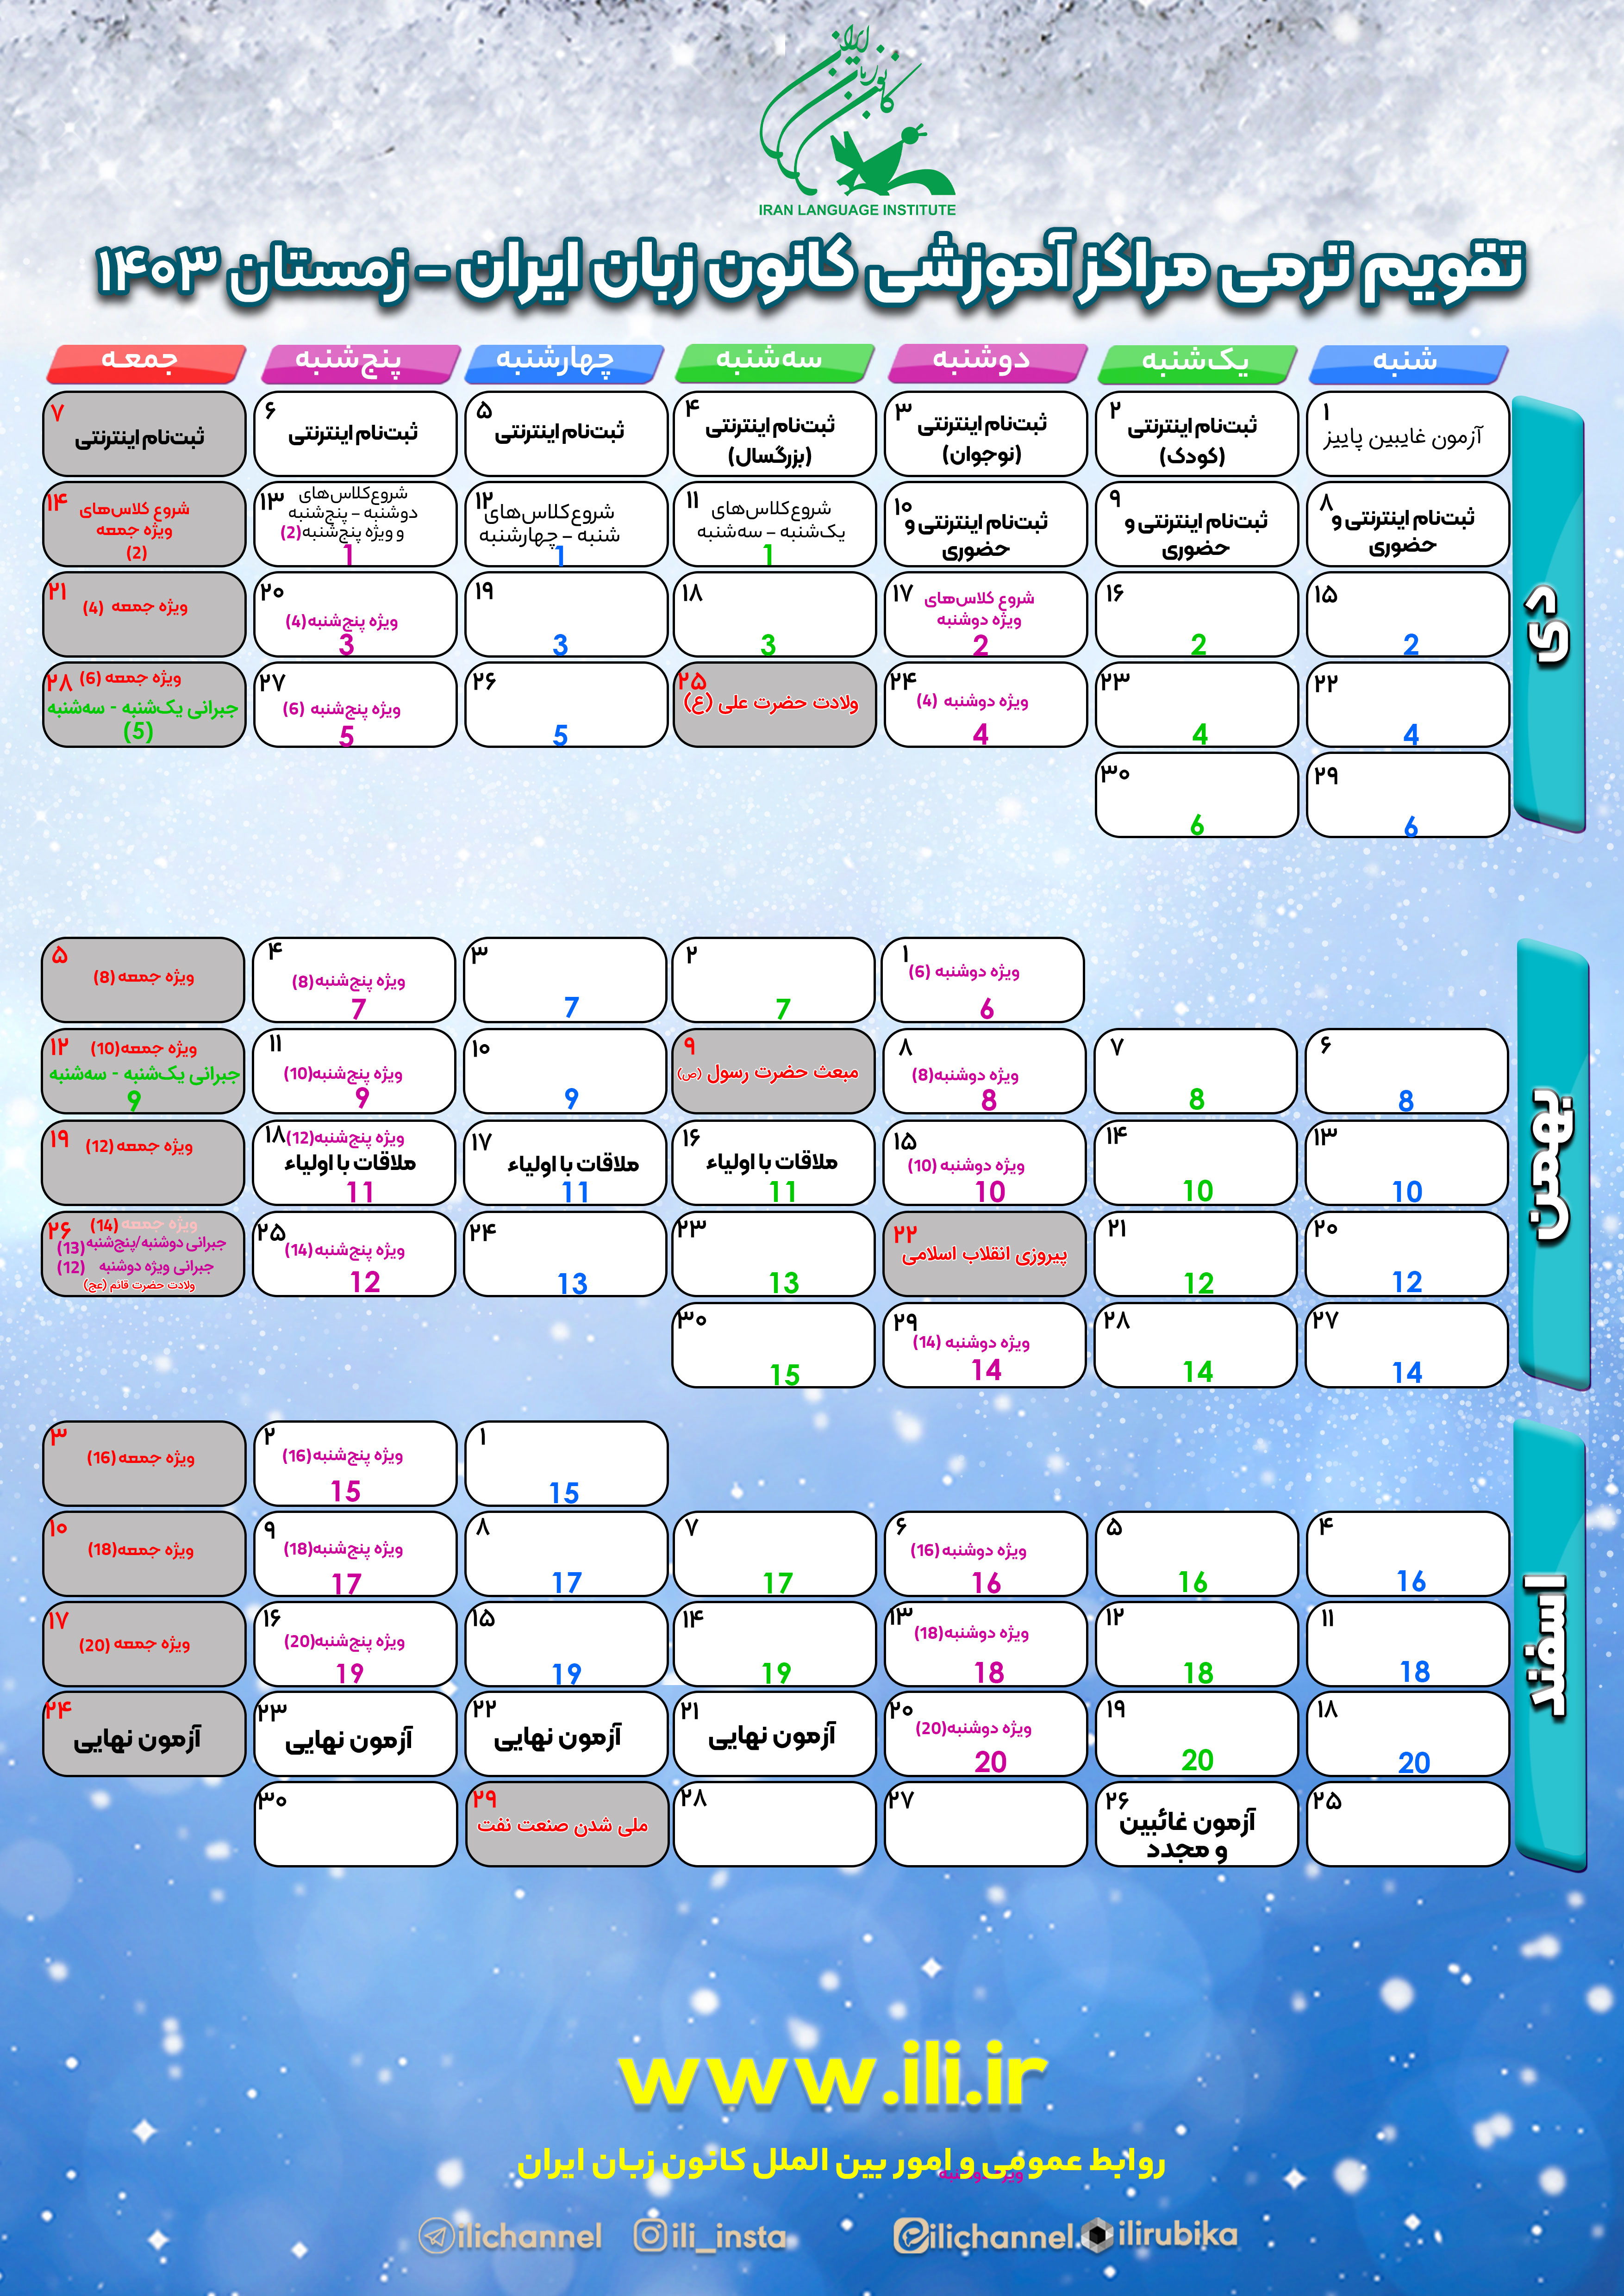 کانون زبان ایران
IRAN LANGUAGE INSTITUTE
تقویم ترمی مراکز آموزشی کانون زبان ایران - زمستان ۱۴۰۳
شنبه یک‌شنبه دوشنبه سه‌شنبه چهارشنبه پنج‌شنبه جمعه
دی
۱
آزمون غایبین پاییز
۲
ثبت‌نام اینترنتی
(کودک)
۳
ثبت‌نام اینترنتی
(نوجوان)
۴
ثبت‌نام اینترنتی
(بزرگسال)
۵
ثبت‌نام اینترنتی
۶
ثبت‌نام اینترنتی
۷
ثبت‌نام اینترنتی
۸
ثبت‌نام اینترنتی و
حضوری
۹
ثبت‌نام اینترنتی و
حضوری
۱۰
ثبت‌نام اینترنتی و
حضوری
۱۱
شروع کلاس‌های
یک‌شنبه - سه‌شنبه
1
۱۲
شروع کلاس‌های
شنبه - چهارشنبه
1
۱۳
شروع کلاس‌های
دوشنبه - پنج‌شنبه
و ویژه پنج‌شنبه(2)
1
۱۴
شروع کلاس‌های
ویژه جمعه
(2)
۱۵
2
۱۶
2
۱۷
شروع کلاس‌های
ویژه دوشنبه
2
۱۸
3
۱۹
3
۲۰
ویژه پنج‌شنبه(4)
3
۲۱
ویژه جمعه (4)
۲۲
4
۲۳
4
۲۴
ویژه دوشنبه (4)
4
۲۵
ولادت حضرت علی (ع)
۲۶
5
۲۷
ویژه پنج‌شنبه (6)
5
۲۸
ویژه جمعه (6)
جبرانی یک‌شنبه - سه‌شنبه
(5)
۲۹
6
۳۰
6
بهمن
۱
ویژه دوشنبه (6)
6
۲
7
۳
7
۴
ویژه پنج‌شنبه(8)
7
۵
ویژه جمعه (8)
۶
8
۷
8
۸
ویژه دوشنبه(8)
8
۹
مبعث حضرت رسول (ص)
۱۰
9
۱۱
ویژه پنج‌شنبه(10)
9
۱۲
ویژه جمعه(10)
جبرانی یک‌شنبه - سه‌شنبه
9
۱۳
10
۱۴
10
۱۵
ویژه دوشنبه (10)
10
۱۶
ملاقات با اولیاء
11
۱۷
ملاقات با اولیاء
11
۱۸
ویژه پنج‌شنبه(12)
ملاقات با اولیاء
11
۱۹
ویژه جمعه (12)
۲۰
12
۲۱
12
۲۲
پیروزی انقلاب اسلامی
۲۳
13
۲۴
13
۲۵
ویژه پنج‌شنبه(14)
12
۲۶
ویژه جمعه (14)
جبرانی دوشنبه/پنج‌شنبه(13)
جبرانی ویژه دوشنبه (12)
ولادت حضرت قائم (عج)
۲۷
14
۲۸
14
۲۹
ویژه دوشنبه (14)
14
۳۰
15
اسفند
۱
15
۲
ویژه پنج‌شنبه(16)
15
۳
ویژه جمعه (16)
۴
16
۵
16
۶
ویژه دوشنبه (16)
16
۷
17
۸
17
۹
ویژه پنج‌شنبه(18)
17
۱۰
ویژه جمعه(18)
۱۱
18
۱۲
18
۱۳
ویژه دوشنبه(18)
18
۱۴
19
۱۵
19
۱۶
ویژه پنج‌شنبه(20)
19
۱۷
ویژه جمعه (20)
۱۸
20
۱۹
20
۲۰
ویژه دوشنبه(20)
20
۲۱
آزمون نهایی
۲۲
آزمون نهایی
۲۳
آزمون نهایی
۲۴
آزمون نهایی
۲۵
۲۶
آزمون غائبین
و مجدد
۲۷
۲۸
۲۹
ملی شدن صنعت نفت
۳۰
www.ili.ir
روابط عمومی و امور بین الملل کانون زبان ایران
ویژه دوشنبه
ilichannel ili_insta ilichannel. ilirubika